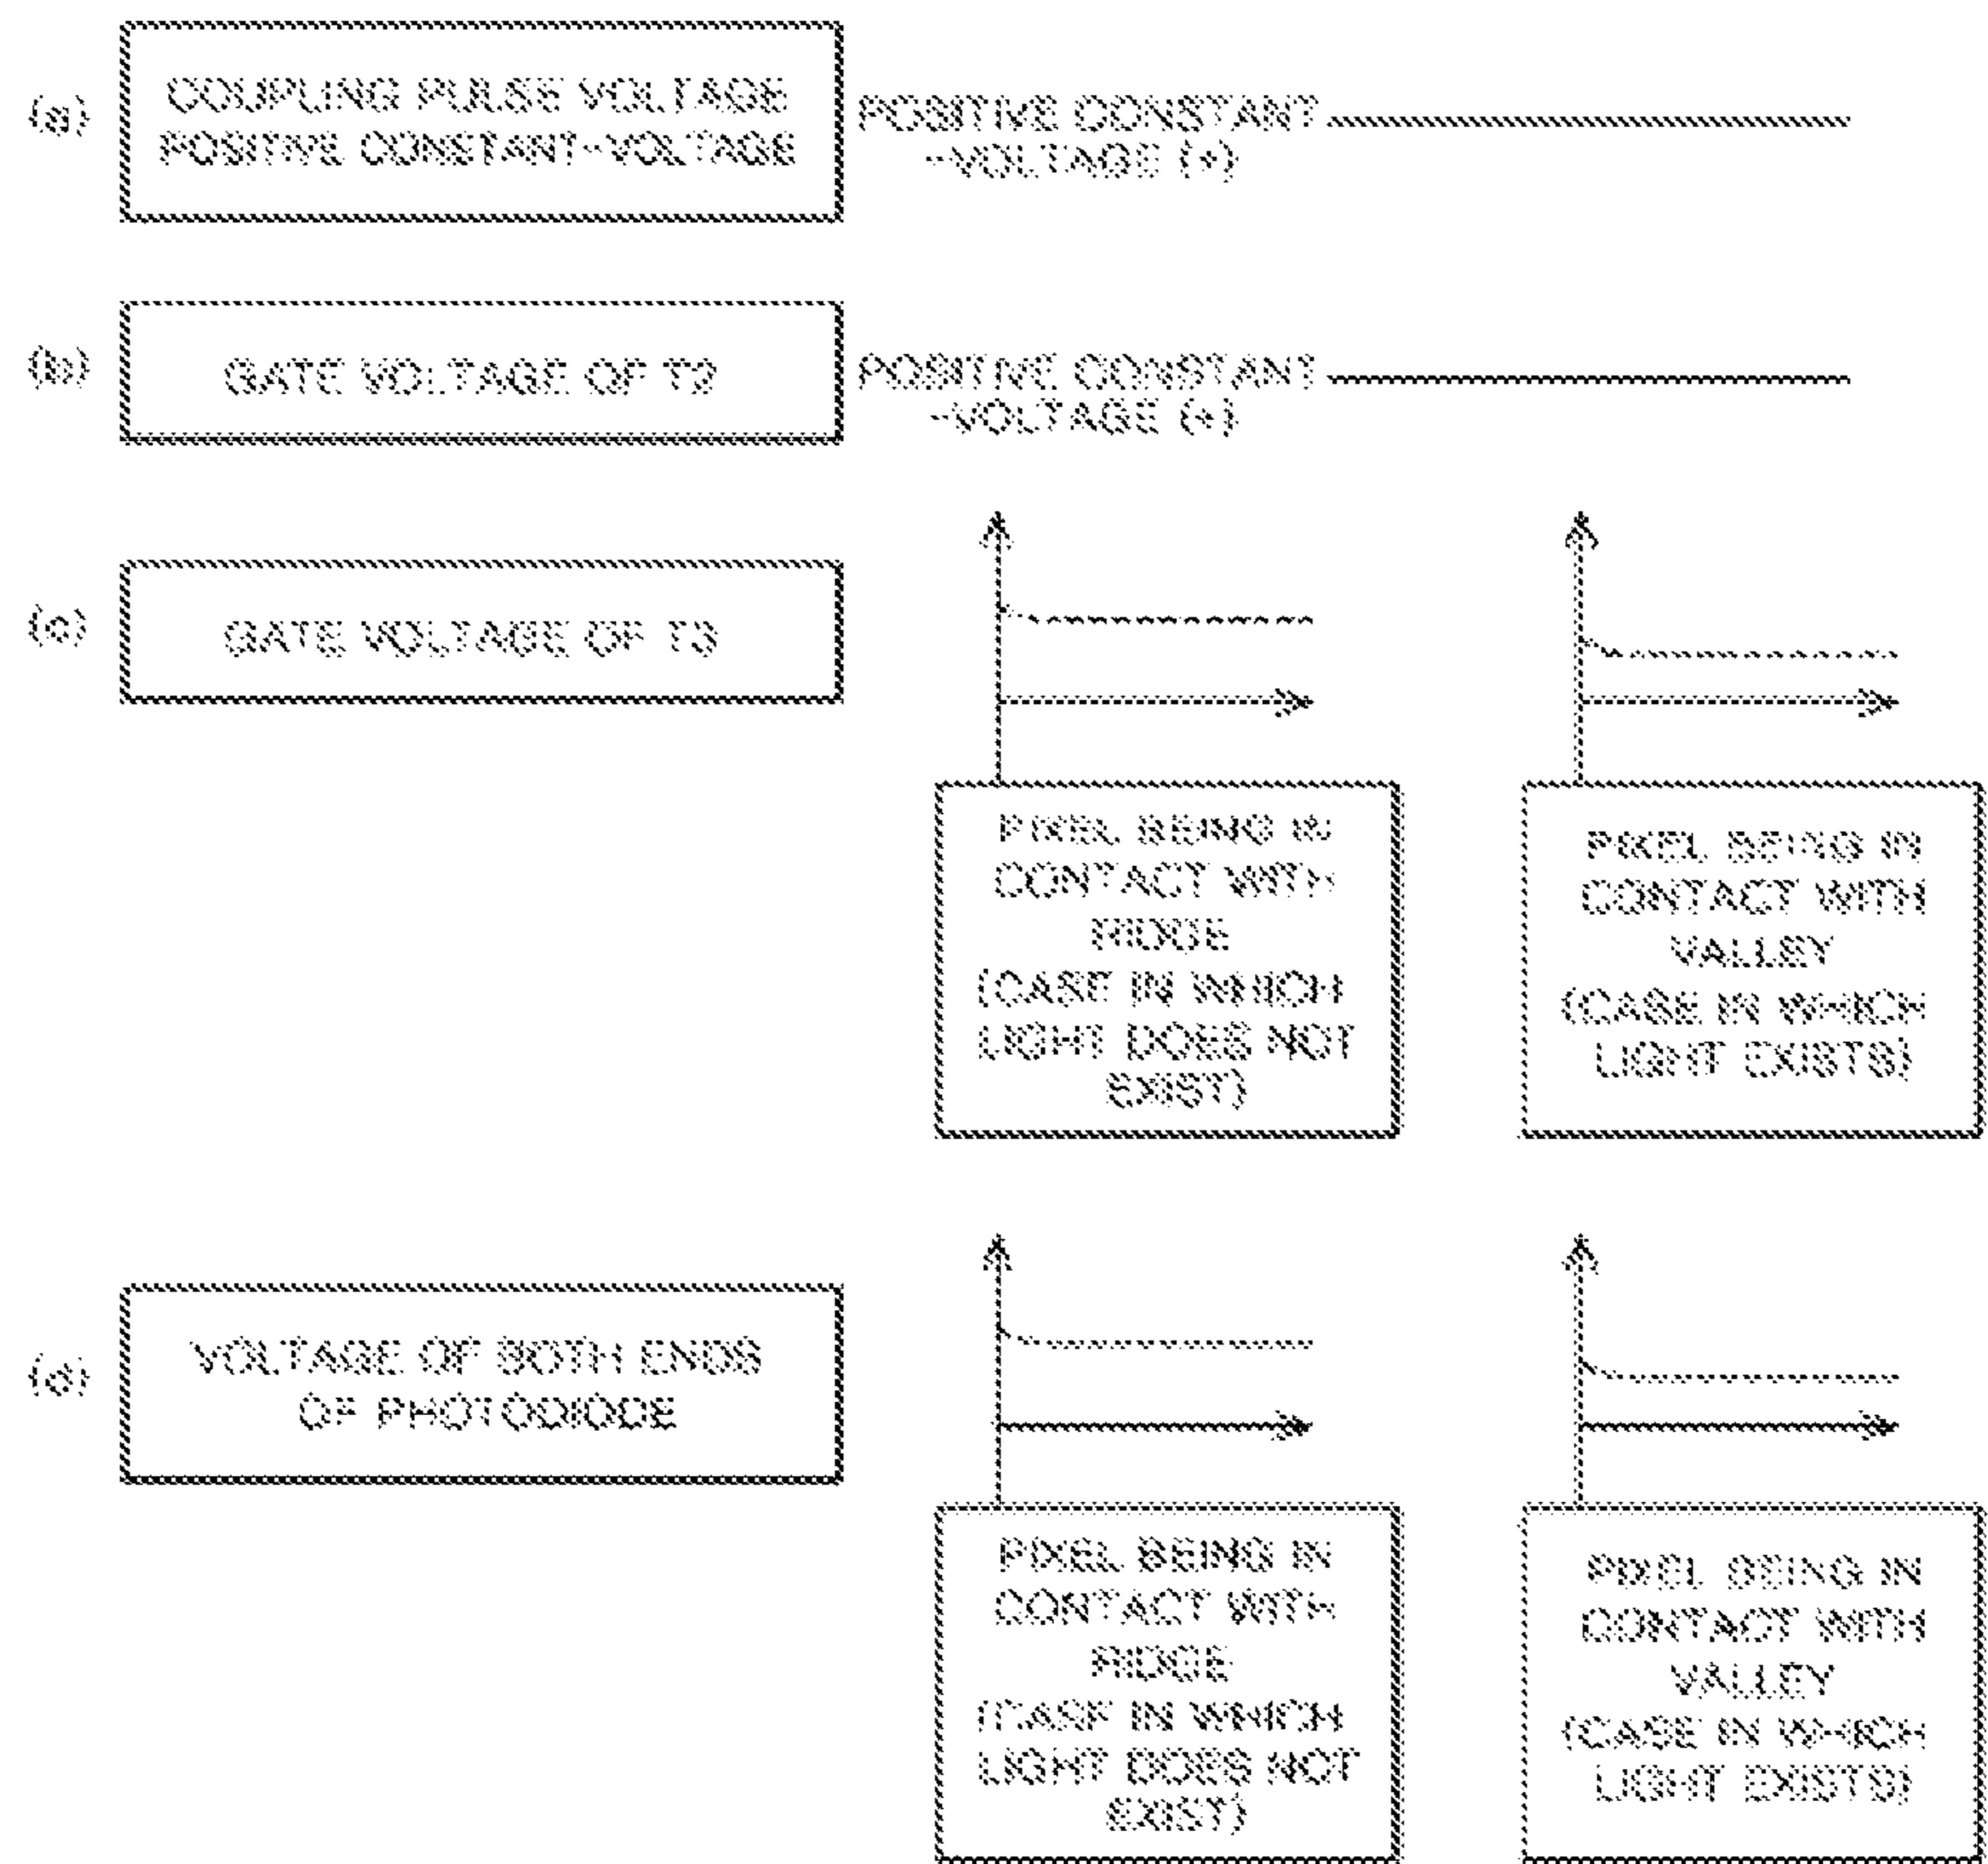 (a)
COUPLING PULSE VOLTAGE
POSITIVE CONSTANT-VOLTAGE
POSITIVE CONSTANT
-VOLTAGE (+)
(b)
GATE VOLTAGE OF T2
POSITIVE CONSTANT
-VOLTAGE (+)
(c)
GATE VOLTAGE OF T3
PIXEL BEING IN
CONTACT WITH
RIDGE
(CASE IN WHICH
LIGHT DOES NOT
EXIST)
PIXEL BEING IN
CONTACT WITH
VALLEY
(CASE IN WHICH
LIGHT EXISTS)
(d)
VOLTAGE OF BOTH ENDS
OF PHOTODIODE
PIXEL BEING IN
CONTACT WITH
RIDGE
(CASE IN WHICH
LIGHT DOES NOT
EXIST)
PIXEL BEING IN
CONTACT WITH
VALLEY
(CASE IN WHICH
LIGHT EXISTS)